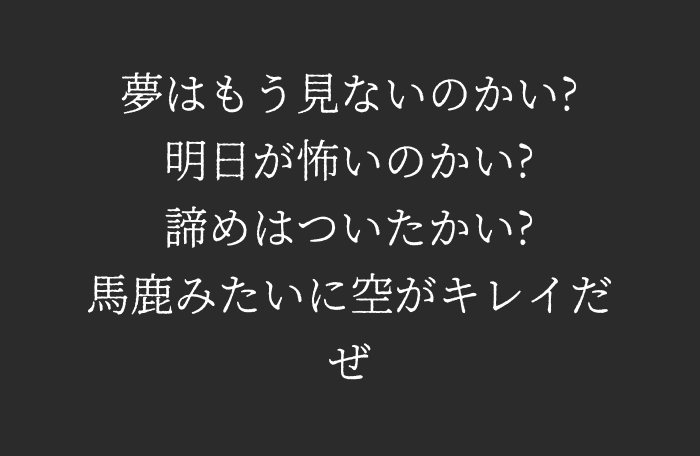 夢はもう見ないのかい?
明日が怖いのかい?
諦めはついたかい?
馬鹿みたいに空がキレイだ
ぜ